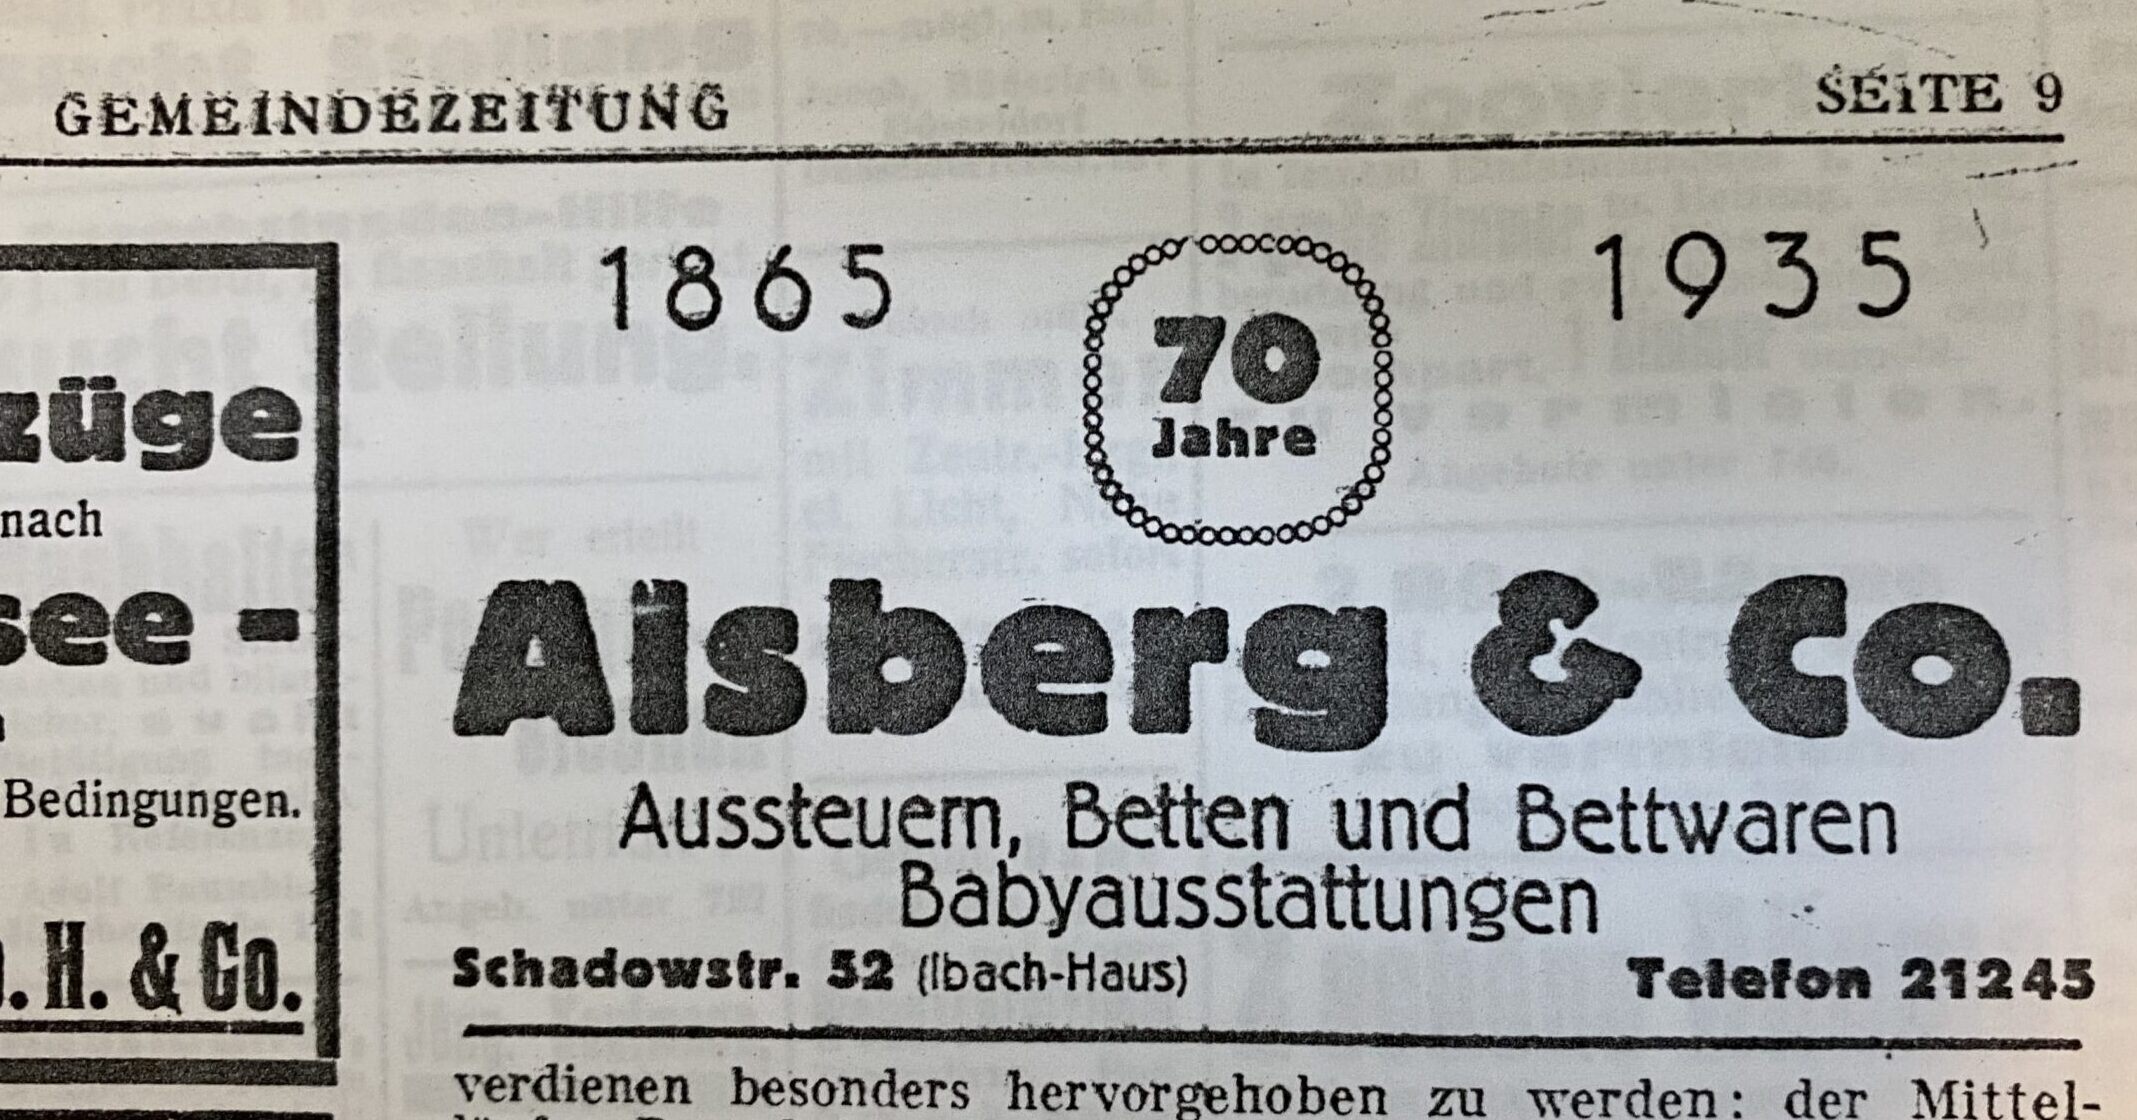 GEMEINDEZEITUNG SEITE 9
züge
nach
see -
Bedingungen.
. H. & Co.
1865 1935
70
Jahre
Alsberg & Co.
Aussteuern, Betten und Bettwaren
Babyausstattungen
Schadowstr. 52 (Ibach-Haus) Telefon 21245
verdienen besonders hervorgehoben zu werden: der Mittel-